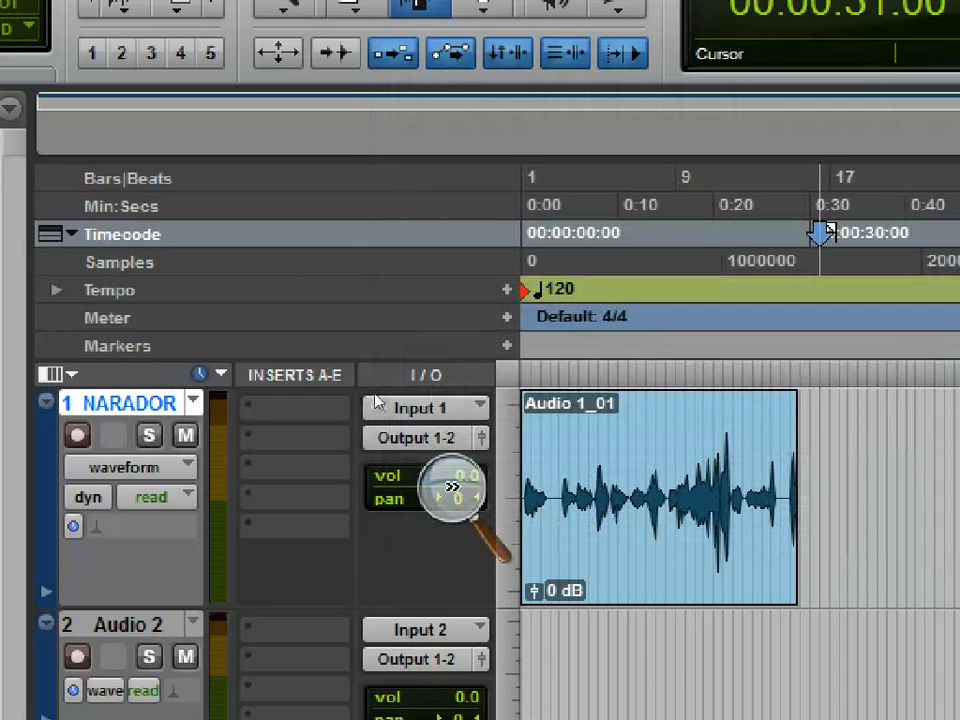 00:00:31:00
1 2 3 4 5
Cursor
Bars|Beats 1 9 17
Min:Secs 0:00 0:10 0:20 0:30 0:40
Timecode 00:00:00:00 :00:30:00
Samples 0 1000000 2000
Tempo + 120
Meter + Default: 4/4
Markers +
INSERTS A-E I / O
1 NARADOR Input 1 Audio 1_01
S M Output 1-2
waveform vol 0.0
dyn read pan 0
0 dB
2 Audio 2 Input 2
S M Output 1-2
wave read vol 0.0